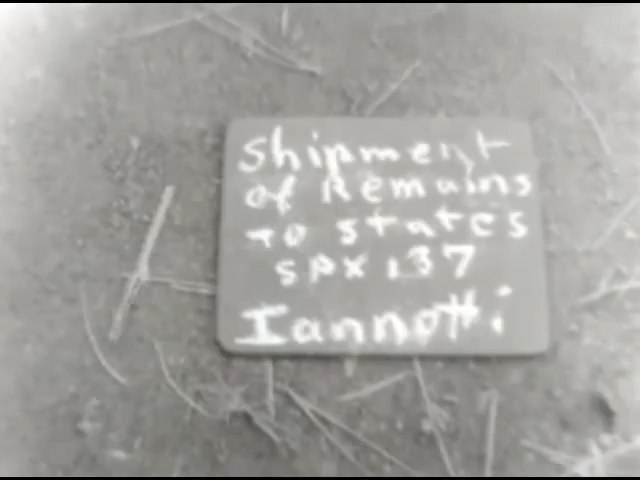 Shipment
of Remains
to states
SPX 137
Iannotti